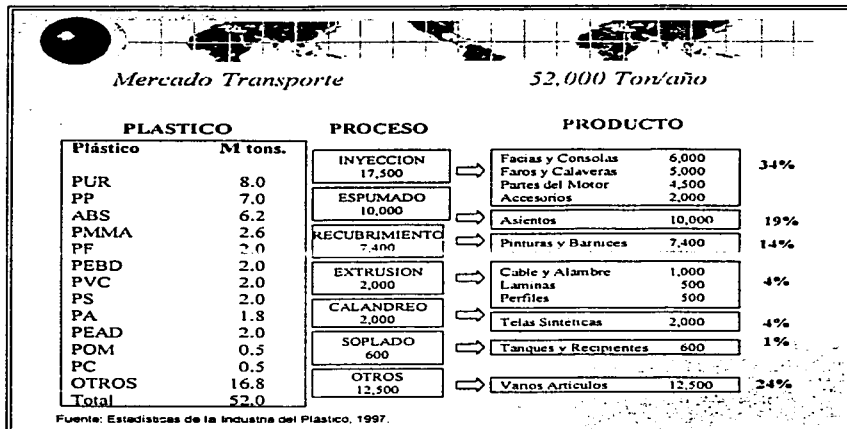 Mercado Transporte 52,000 Ton/año
PLASTICO PROCESO PRODUCTO
Plástico M tons.
PUR 8.0
PP 7.0
ABS 6.2
PMMA 2.6
PF 2.0
PEBD 2.0
PVC 2.0
PS 2.0
PA 1.8
PEAD 2.0
POM 0.5
PC 0.5
OTROS 16.8
Total 52.0
INYECCION
17,500
ESPUMADO
10,000
RECUBRIMIENTO
7,400
EXTRUSION
2,000
CALANDREO
2,000
SOPLADO
600
OTROS
12,500
Facias y Consolas 6,000
Faros y Calaveras 5,000
Partes del Motor 4,500
Accesorios 2,000
34%
Asientos 10,000 19%
Pinturas y Barnices 7,400 14%
Cable y Alambre 1,000
Laminas 500
Perfiles 500
4%
Telas Sintéticas 2,000 4%
Tanques y Recipientes 600 1%
Varios Artículos 12,500 24%
Fuente: Estadísticas de la Industria del Plástico, 1997.